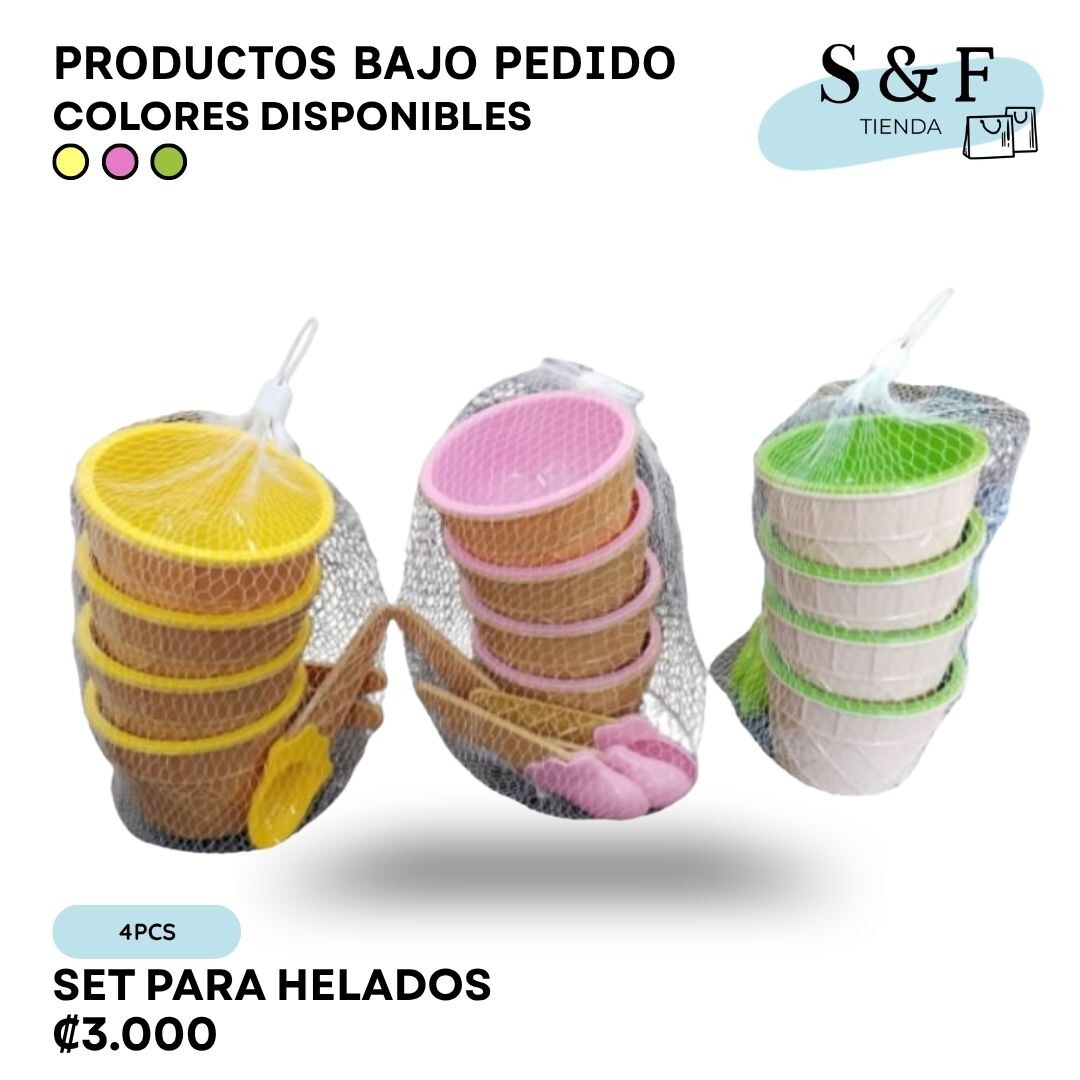 PRODUCTOS BAJO PEDIDO
COLORES DISPONIBLES
S & F
TIENDA
4PCS
SET PARA HELADOS
₡3.000